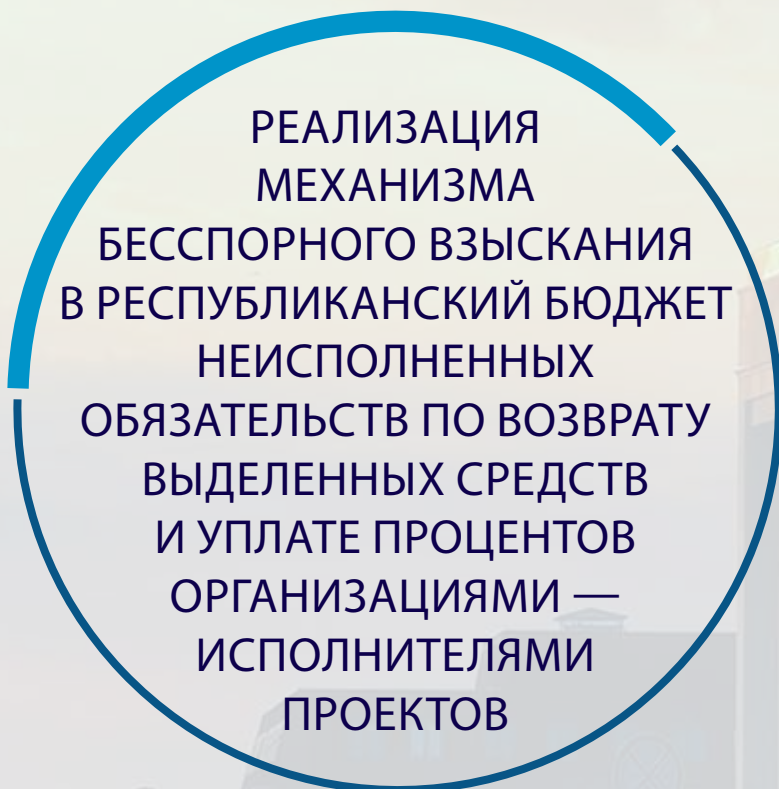 РЕАЛИЗАЦИЯ
МЕХАНИЗМА
БЕССПОРНОГО ВЗЫСКАНИЯ
В РЕСПУБЛИКАНСКИЙ БЮДЖЕТ
НЕИСПОЛНЕННЫХ
ОБЯЗАТЕЛЬСТВ ПО ВОЗВРАТУ
ВЫДЕЛЕННЫХ СРЕДСТВ
И УПЛАТЕ ПРОЦЕНТОВ
ОРГАНИЗАЦИЯМИ —
ИСПОЛНИТЕЛЯМИ
ПРОЕКТОВ